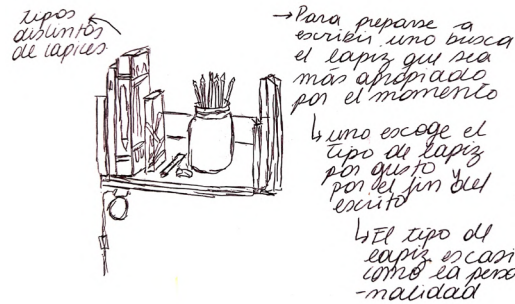 tipos
distintos
de lapices
→Para preparse a
escribir uno busca
el lapiz que sea
más apropiado
por el momento
↳ uno escoge el
tipo de lapiz
por gusto y
por el fin del
escrito
↳ El tipo de
lapiz es casi
como la perso
-nalidad